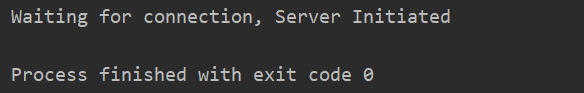 Waiting for connection, Server Initiated
Process finished with exit code 0